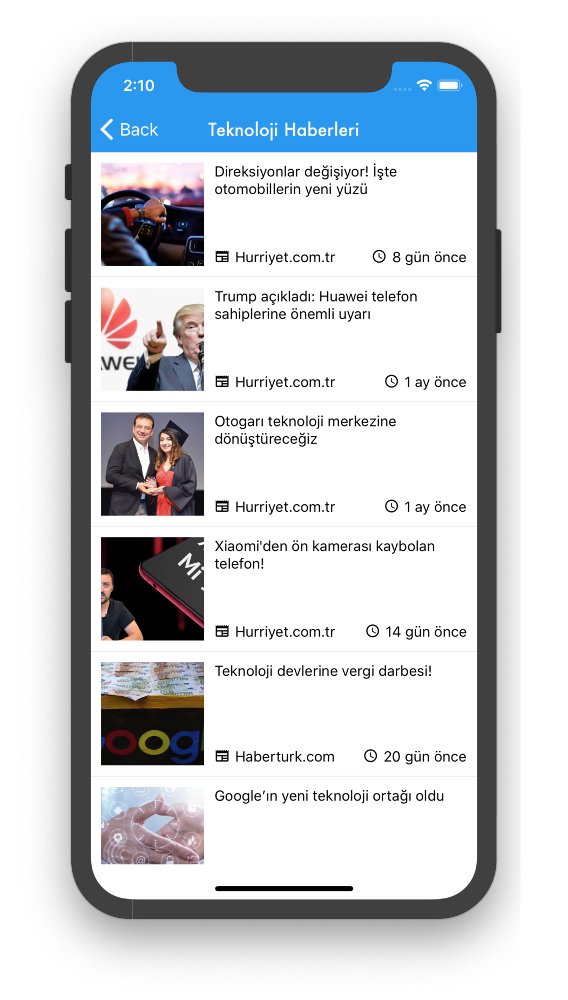 2:10
Back
Teknoloji Haberleri
Direksiyonlar değişiyor! İşte
otomobillerin yeni yüzü
Hurriyet.com.tr
8 gün önce
Trump açıkladı: Huawei telefon
sahiplerine önemli uyarı
Hurriyet.com.tr
1 ay önce
Otogarı teknoloji merkezine
dönüştüreceğiz
Hurriyet.com.tr
1 ay önce
Mi
Xiaomi'den ön kamerası kaybolan
telefon!
Hurriyet.com.tr
14 gün önce
Teknoloji devlerine vergi darbesi!
Haberturk.com
20 gün önce
Google’ın yeni teknoloji ortağı oldu